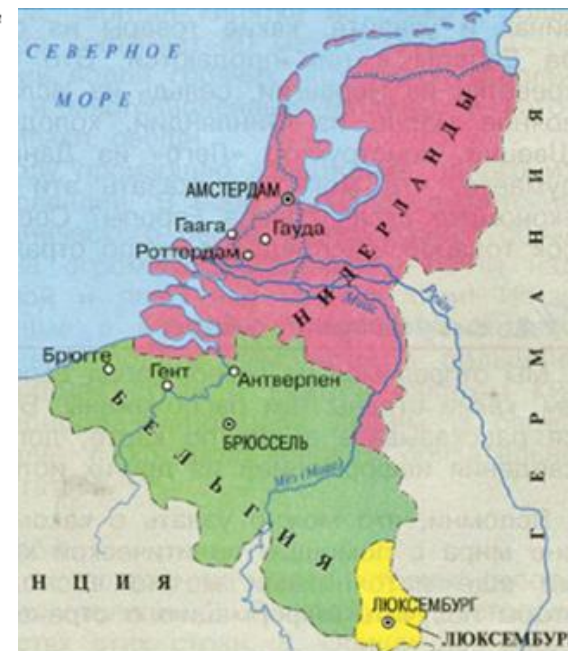 СЕВЕРНОЕ
МОРЕ
АМСТЕРДАМ
Гаага
Гауда
Роттердам
НИДЕРЛАНДЫ
Маас
Рейн
ГЕРМАНИЯ
Брюгге
Гент
Антверпен
БРЮССЕЛЬ
БЕЛЬГИЯ
Мёз (Маас)
НЦИЯ
ЛЮКСЕМБУРГ
ЛЮКСЕМБУР